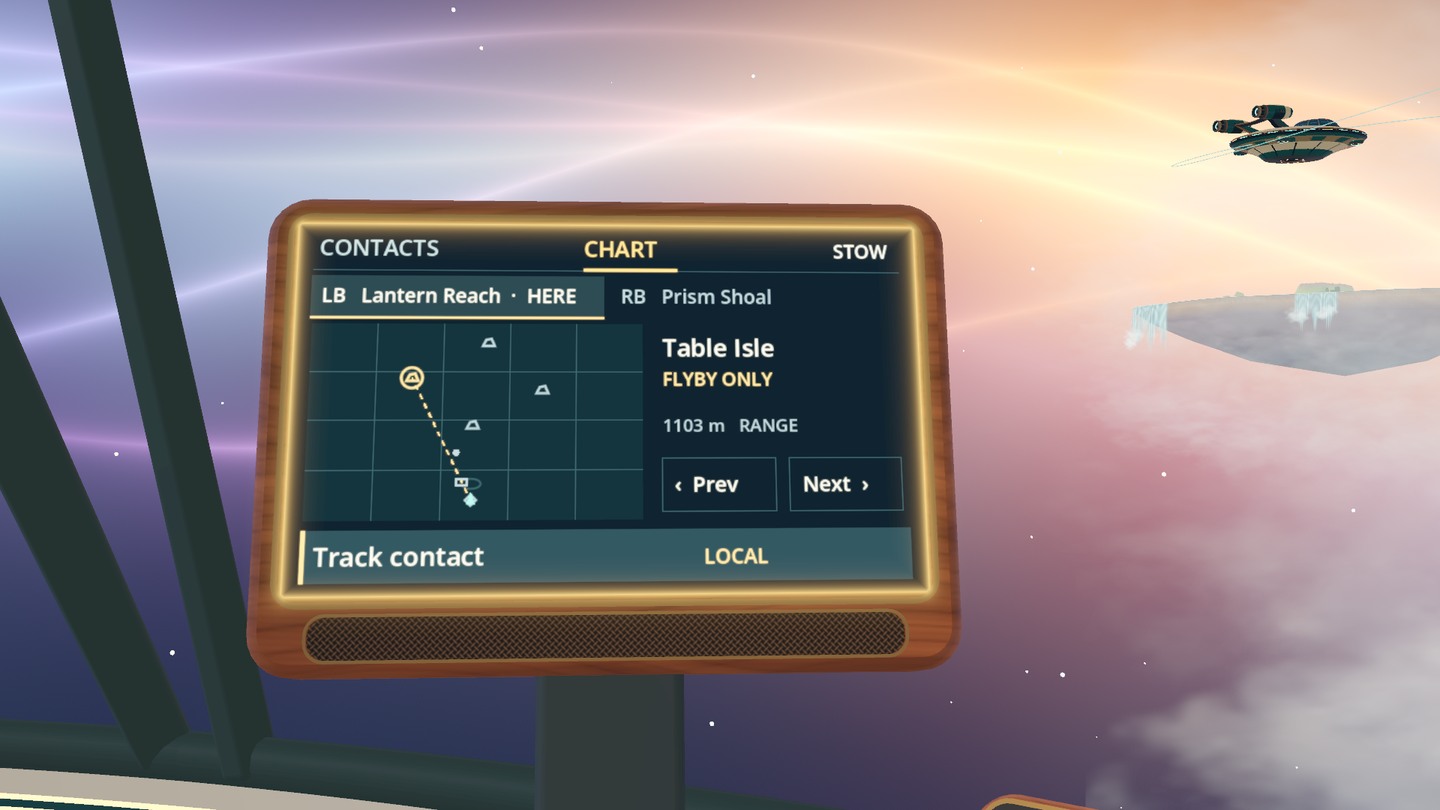 CONTACTS CHART STOW
LB Lantern Reach · HERE RB Prism Shoal
Table Isle
FLYBY ONLY
1103 m RANGE
‹ Prev Next ›
Track contact LOCAL